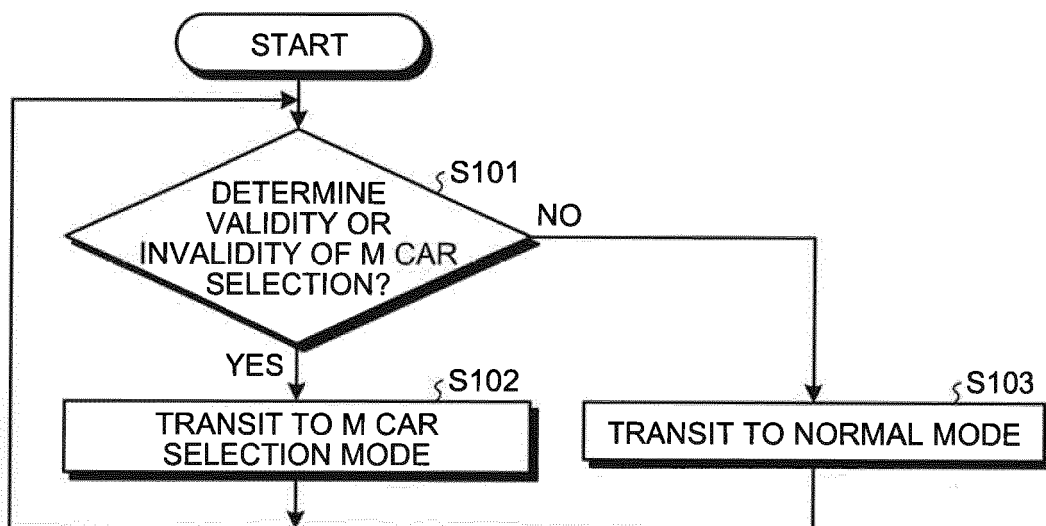 START
S101
DETERMINE
VALIDITY OR
INVALIDITY OF M CAR
SELECTION?
NO
YES
S102
TRANSIT TO M CAR
SELECTION MODE
S103
TRANSIT TO NORMAL MODE